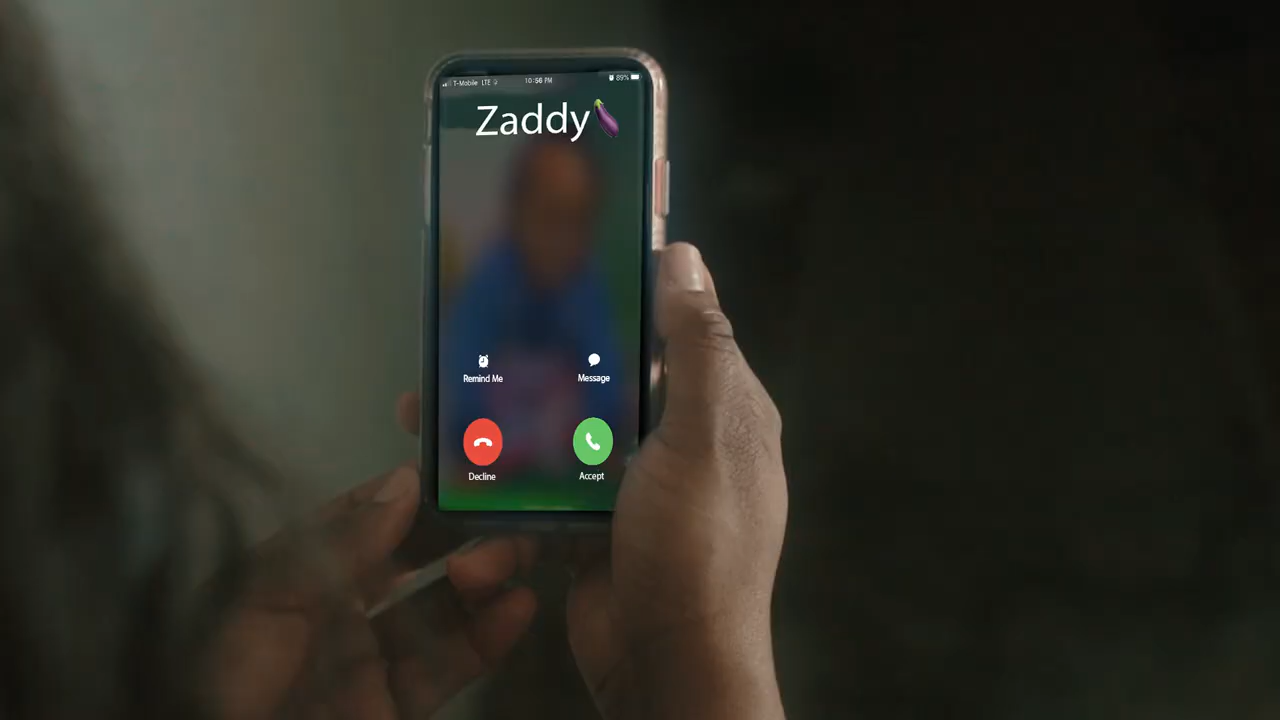 T-Mobile LTE 10:56 PM 89%
Zaddy🍆
Remind Me Message
Decline Accept